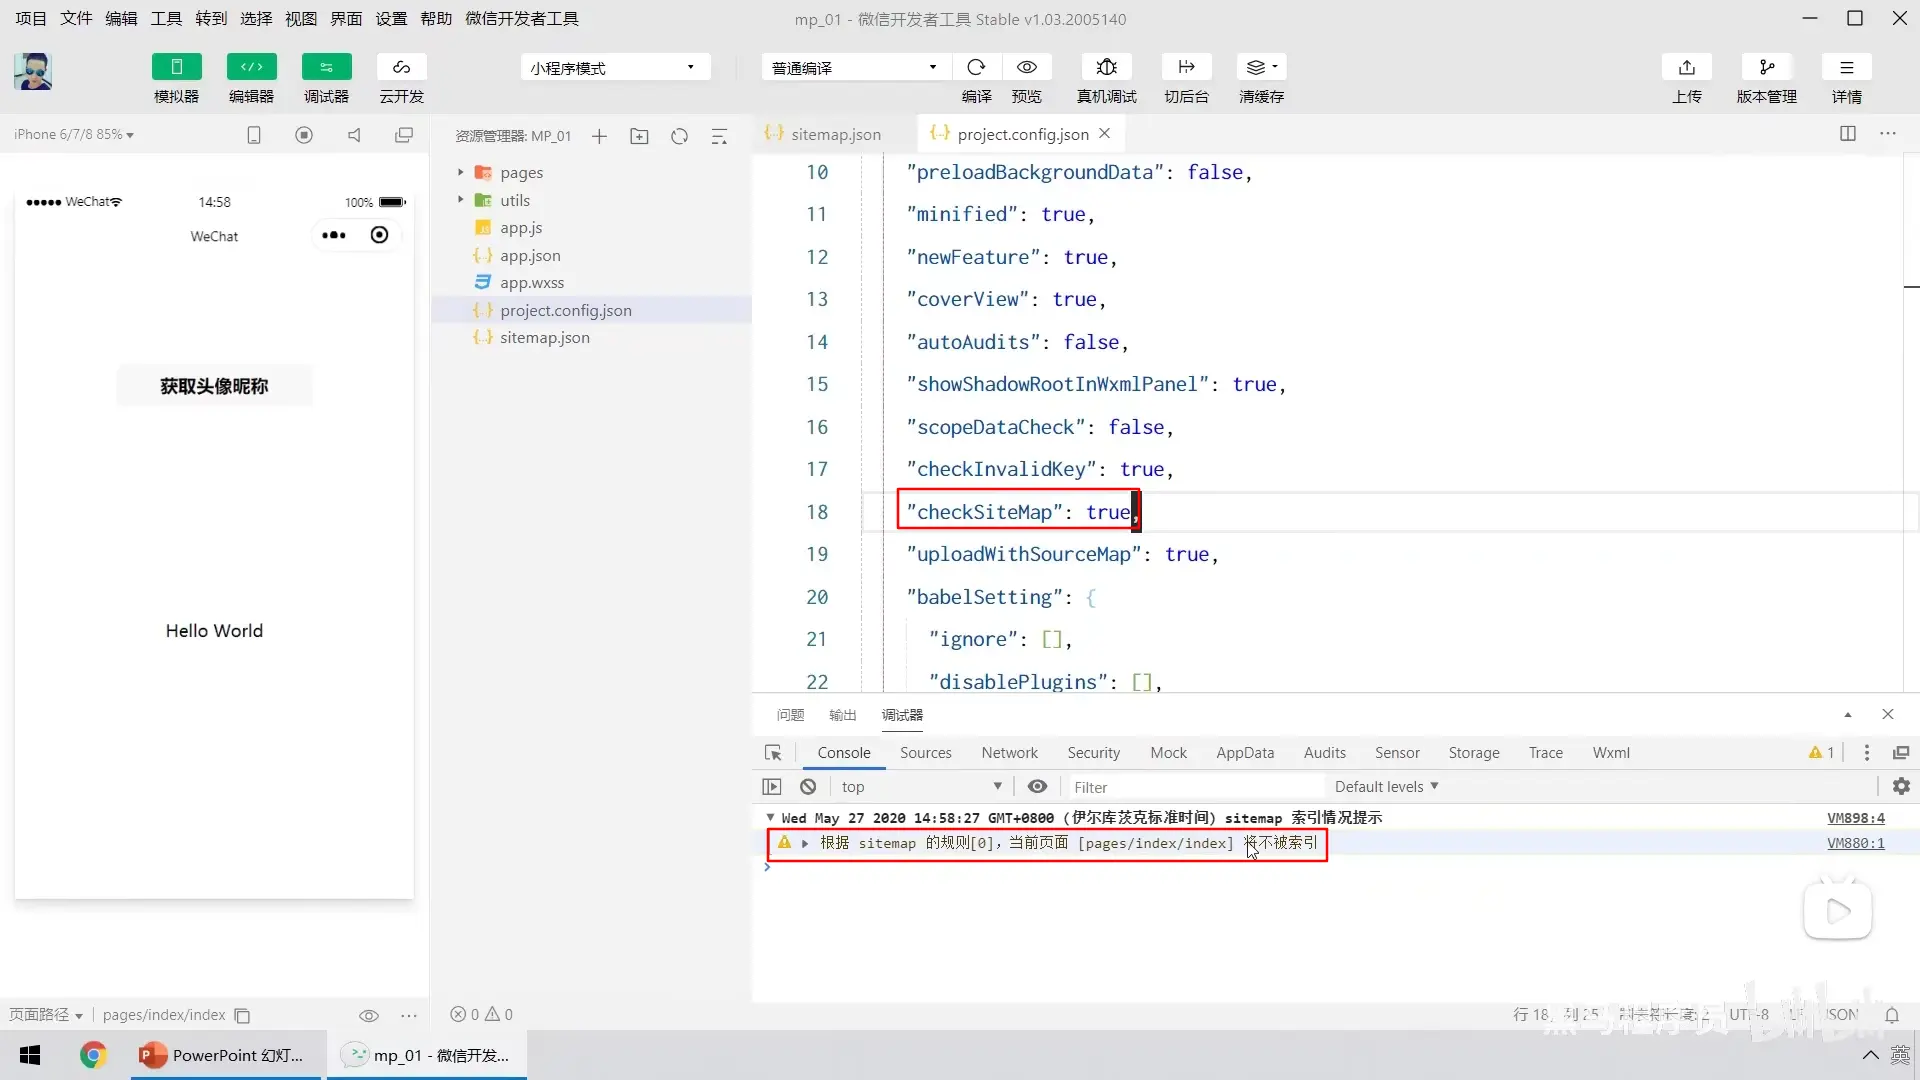 项目 文件 编辑 工具 转到 选择 视图 界面 设置 帮助 微信开发者工具
mp_01 - 微信开发者工具 Stable v1.03.2005140
模拟器 编辑器 调试器 云开发
小程序模式
普通编译
编译 预览 真机调试 切后台 清缓存
上传 版本管理 详情
iPhone 6/7/8 85%
WeChat
14:58
100%
WeChat
获取头像昵称
Hello World
页面路径 pages/index/index
资源管理器: MP_01
pages
utils
app.js
app.json
app.wxss
project.config.json
sitemap.json
0 0
sitemap.json project.config.json
10 "preloadBackgroundData": false,
11 "minified": true,
12 "newFeature": true,
13 "coverView": true,
14 "autoAudits": false,
15 "showShadowRootInWxmlPanel": true,
16 "scopeDataCheck": false,
17 "checkInvalidKey": true,
18 "checkSiteMap": true,
19 "uploadWithSourceMap": true,
20 "babelSetting": {
21 "ignore": [],
22 "disablePlugins": [],
问题 输出 调试器
Console Sources Network Security Mock AppData Audits Sensor Storage Trace Wxml 1
top Filter Default levels
Wed May 27 2020 14:58:27 GMT+0800 (伊尔库茨克标准时间) sitemap 索引情况提示 VM898:4
根据 sitemap 的规则[0]，当前页面 [pages/index/index] 将不被索引 VM880:1
行 18, 列 25 UTF-8 JSON
PowerPoint 幻灯... mp_01 - 微信开发... 英